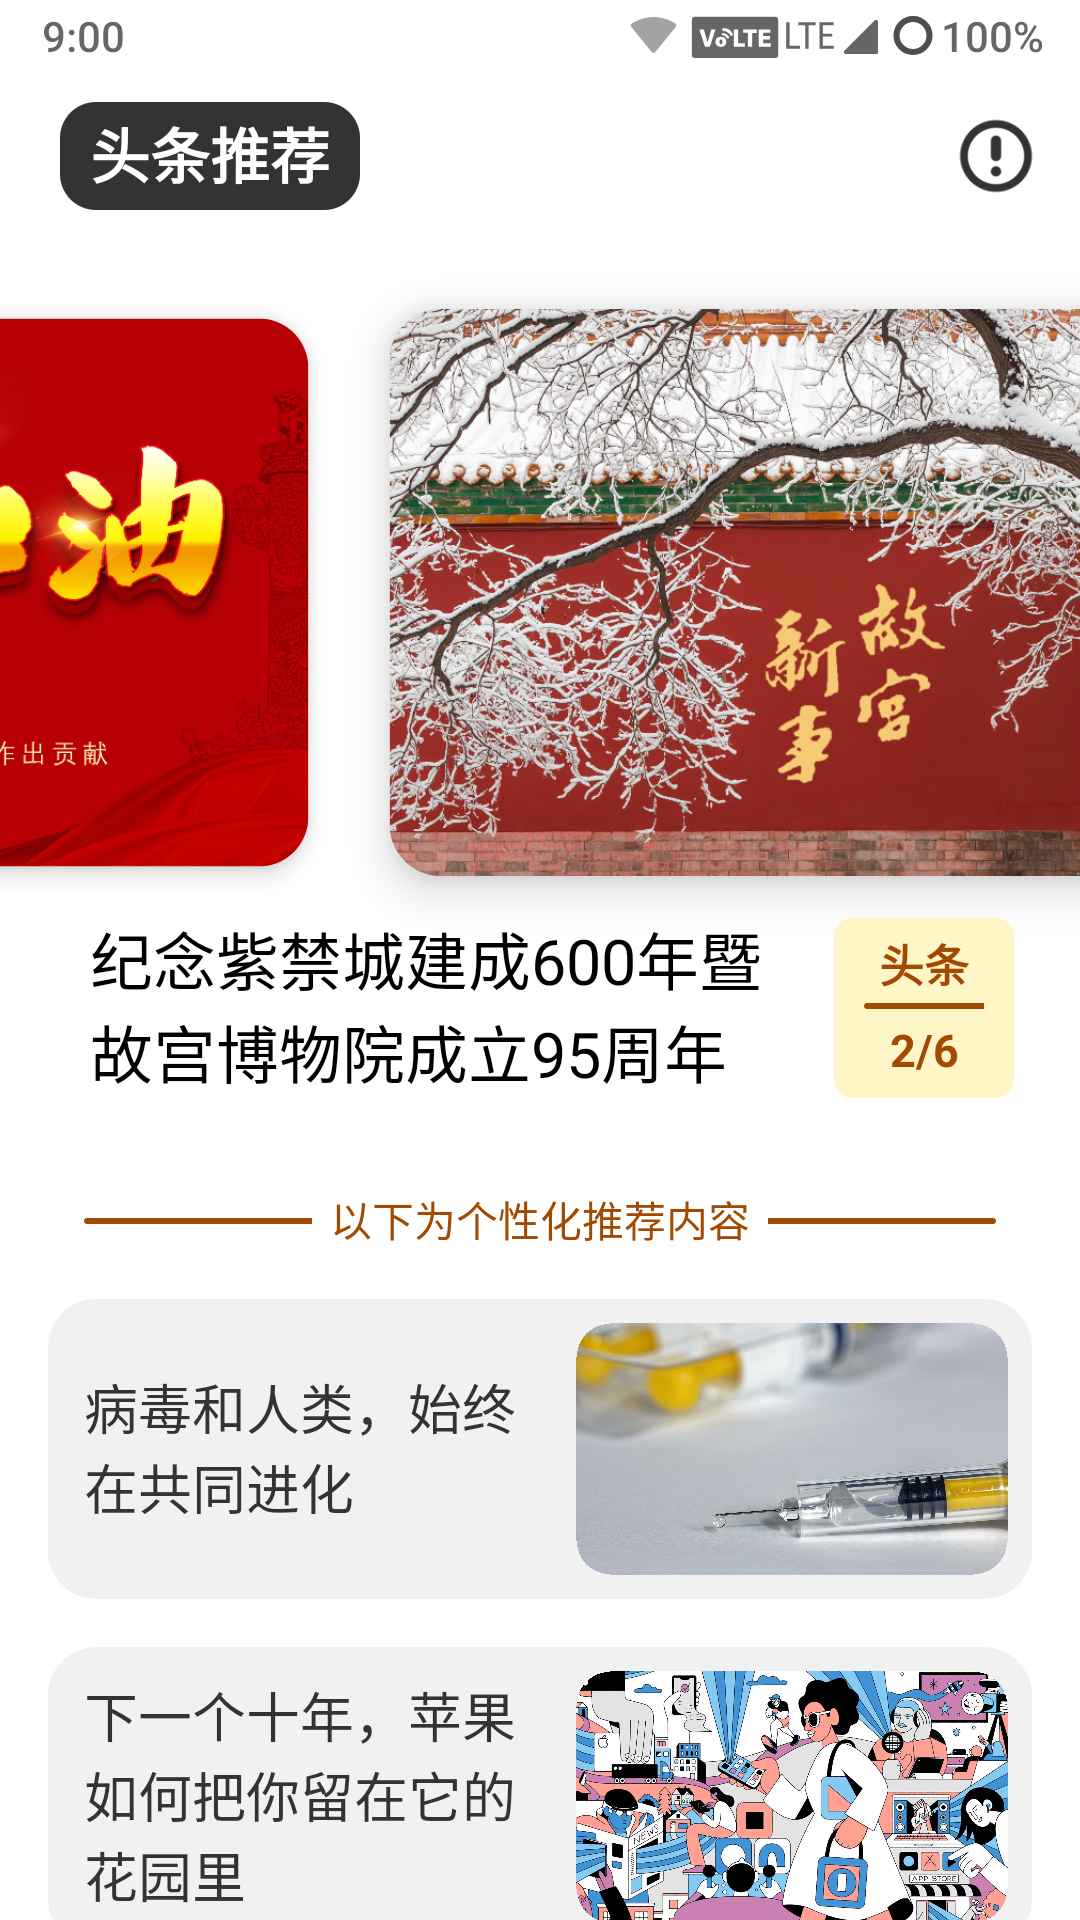 9:00
VoLTE LTE 100%
头条推荐
油
作出贡献
故宫
新事
纪念紫禁城建成600年暨
故宫博物院成立95周年
头条
2/6
以下为个性化推荐内容
病毒和人类，始终
在共同进化
下一个十年，苹果
如何把你留在它的
花园里
NEW
APP STORE